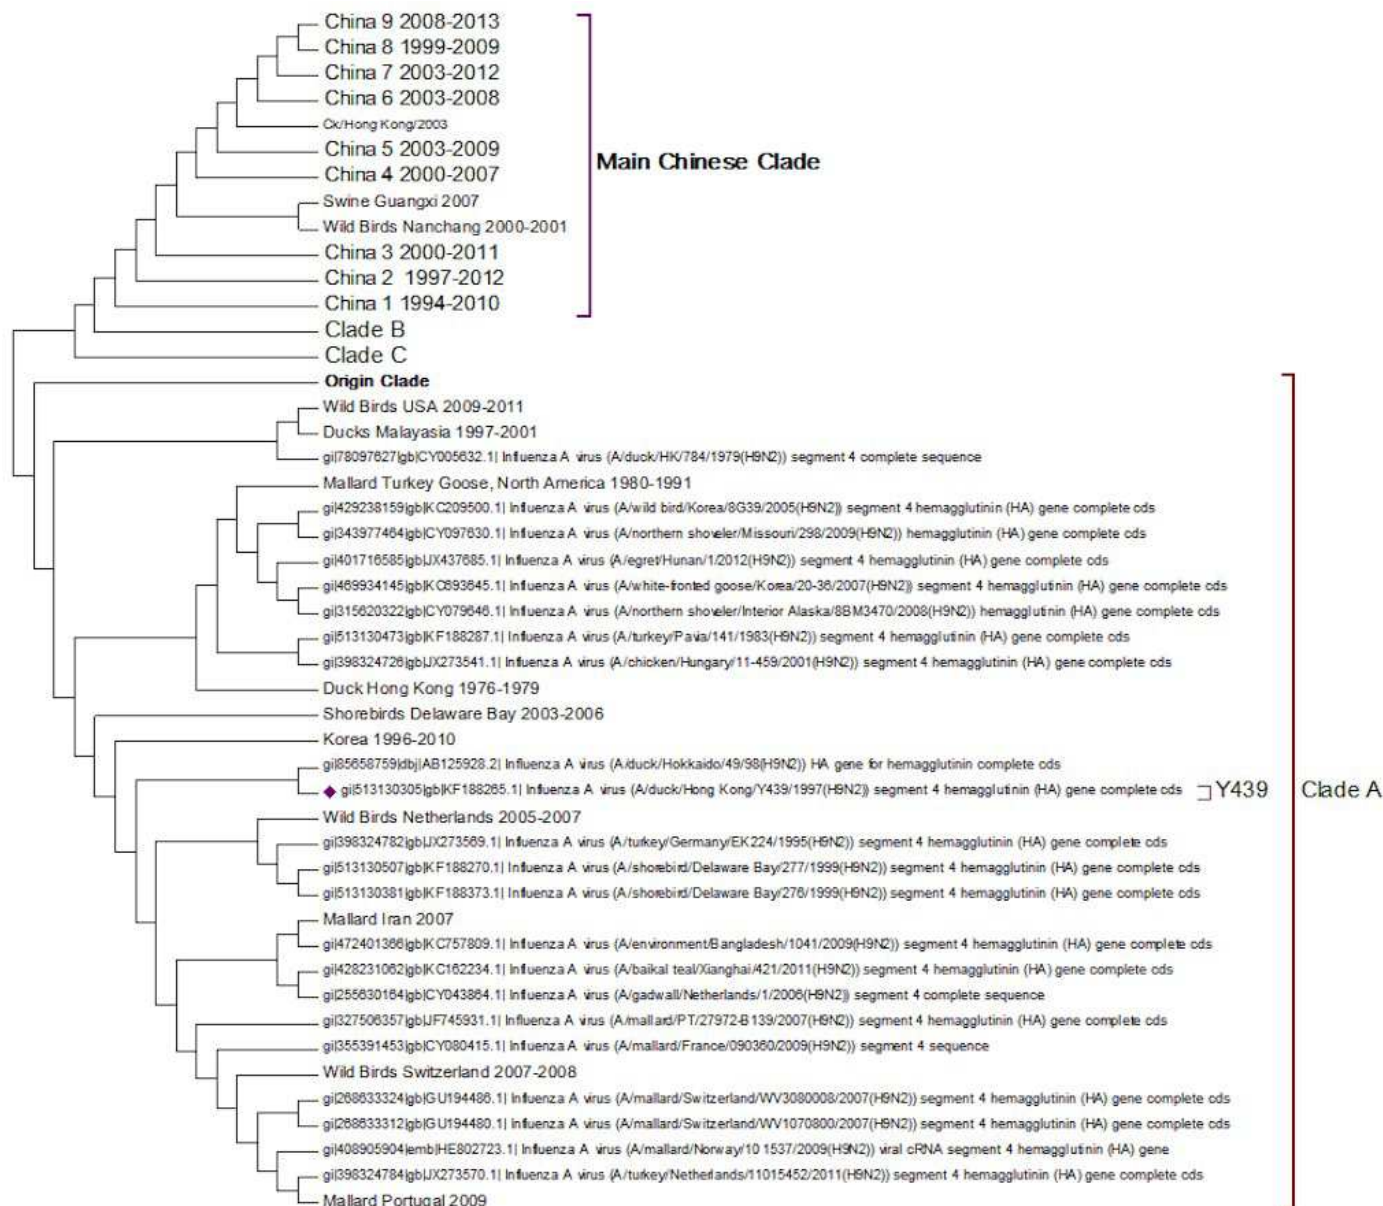 China 9 2008-2013
China 8 1999-2009
China 7 2003-2012
China 6 2003-2008
Ck/Hong Kong/2003
China 5 2003-2009
China 4 2000-2007
Main Chinese Clade
Swine Guangxi 2007
Wild Birds Nanchang 2000-2001
China 3 2000-2011
China 2 1997-2012
China 1 1994-2010
Clade B
Clade C
Origin Clade
Wild Birds USA 2009-2011
Ducks Malayasia 1997-2001
gi|78097627|gb|CY005632.1| Influenza A virus (A/duck/HK/784/1979(H9N2)) segment 4 complete sequence
Mallard Turkey Goose, North America 1980-1991
gi|429238159|gb|KC209500.1| Influenza A virus (A/wild bird/Korea/8G39/2005(H9N2)) segment 4 hemagglutinin (HA) gene complete cds
gi|343977464|gb|CY097630.1| Influenza A virus (A/northern shoveler/Missouri/298/2009(H9N2)) hemagglutinin (HA) gene complete cds
gi|401716585|gb|JX437685.1| Influenza A virus (A/egret/Hunan/1/2012(H9N2)) segment 4 hemagglutinin (HA) gene complete cds
gi|469934145|gb|KC693645.1| Influenza A virus (A/white-fronted goose/Korea/20-36/2007(H9N2)) segment 4 hemagglutinin (HA) gene complete cds
gi|315620322|gb|CY079646.1| Influenza A virus (A/northern shoveler/Interior Alaska/8BM3470/2008(H9N2)) hemagglutinin (HA) gene complete cds
gi|513130473|gb|KF188287.1| Influenza A virus (A/turkey/Pavia/141/1983(H9N2)) segment 4 hemagglutinin (HA) gene complete cds
gi|398324726|gb|JX273541.1| Influenza A virus (A/chicken/Hungary/11-459/2001(H9N2)) segment 4 hemagglutinin (HA) gene complete cds
Duck Hong Kong 1976-1979
Shorebirds Delaware Bay 2003-2006
Korea 1996-2010
gi|85658759|dbj|AB125928.2| Influenza A virus (A/duck/Hokkaido/49/98(H9N2)) HA gene for hemagglutinin complete cds
gi|513130305|gb|KF188265.1| Influenza A virus (A/duck/Hong Kong/Y439/1997(H9N2)) segment 4 hemagglutinin (HA) gene complete cds Y439 Clade A
Wild Birds Netherlands 2005-2007
gi|398324782|gb|JX273569.1| Influenza A virus (A/turkey/Germany/EK224/1995(H9N2)) segment 4 hemagglutinin (HA) gene complete cds
gi|513130507|gb|KF188270.1| Influenza A virus (A/shorebird/Delaware Bay/277/1999(H9N2)) segment 4 hemagglutinin (HA) gene complete cds
gi|513130381|gb|KF188373.1| Influenza A virus (A/shorebird/Delaware Bay/276/1999(H9N2)) segment 4 hemagglutinin (HA) gene complete cds
Mallard Iran 2007
gi|472401366|gb|KC757809.1| Influenza A virus (A/environment/Bangladesh/1041/2009(H9N2)) segment 4 hemagglutinin (HA) gene complete cds
gi|428231062|gb|KC162234.1| Influenza A virus (A/baikal teal/Xianghai/421/2011(H9N2)) segment 4 hemagglutinin (HA) gene complete cds
gi|255630164|gb|CY043864.1| Influenza A virus (A/gadwall/Netherlands/1/2006(H9N2)) segment 4 complete sequence
gi|327506357|gb|JF745931.1| Influenza A virus (A/mallard/PT/27972-B139/2007(H9N2)) segment 4 hemagglutinin (HA) gene complete cds
gi|355391453|gb|CY080415.1| Influenza A virus (A/mallard/France/090360/2009(H9N2)) segment 4 sequence
Wild Birds Switzerland 2007-2008
gi|268633324|gb|GU194486.1| Influenza A virus (A/mallard/Switzerland/WV3080008/2007(H9N2)) segment 4 hemagglutinin (HA) gene complete cds
gi|268633312|gb|GU194480.1| Influenza A virus (A/mallard/Switzerland/WV1070800/2007(H9N2)) segment 4 hemagglutinin (HA) gene complete cds
gi|408905904|emb|HE802723.1| Influenza A virus (A/mallard/Norway/10 1537/2009(H9N2)) viral cRNA segment 4 hemagglutinin (HA) gene
gi|398324784|gb|JX273570.1| Influenza A virus (A/turkey/Netherlands/11015452/2011(H9N2)) segment 4 hemagglutinin (HA) gene complete cds
Mallard Portugal 2009